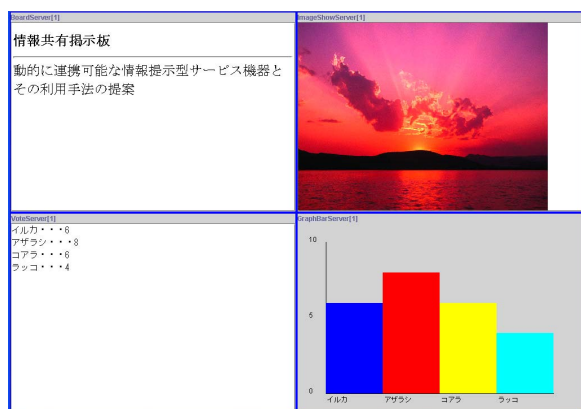 BoardServer[1]
情報共有掲示板
動的に連携可能な情報提示型サービス機器と
その利用手法の提案
ImageShowServer[1]
VoteServer[1]
イルカ・・・6
アザラシ・・・8
コアラ・・・6
ラッコ・・・4
GraphBarServer[1]
10
5
0
イルカ アザラシ コアラ ラッコ